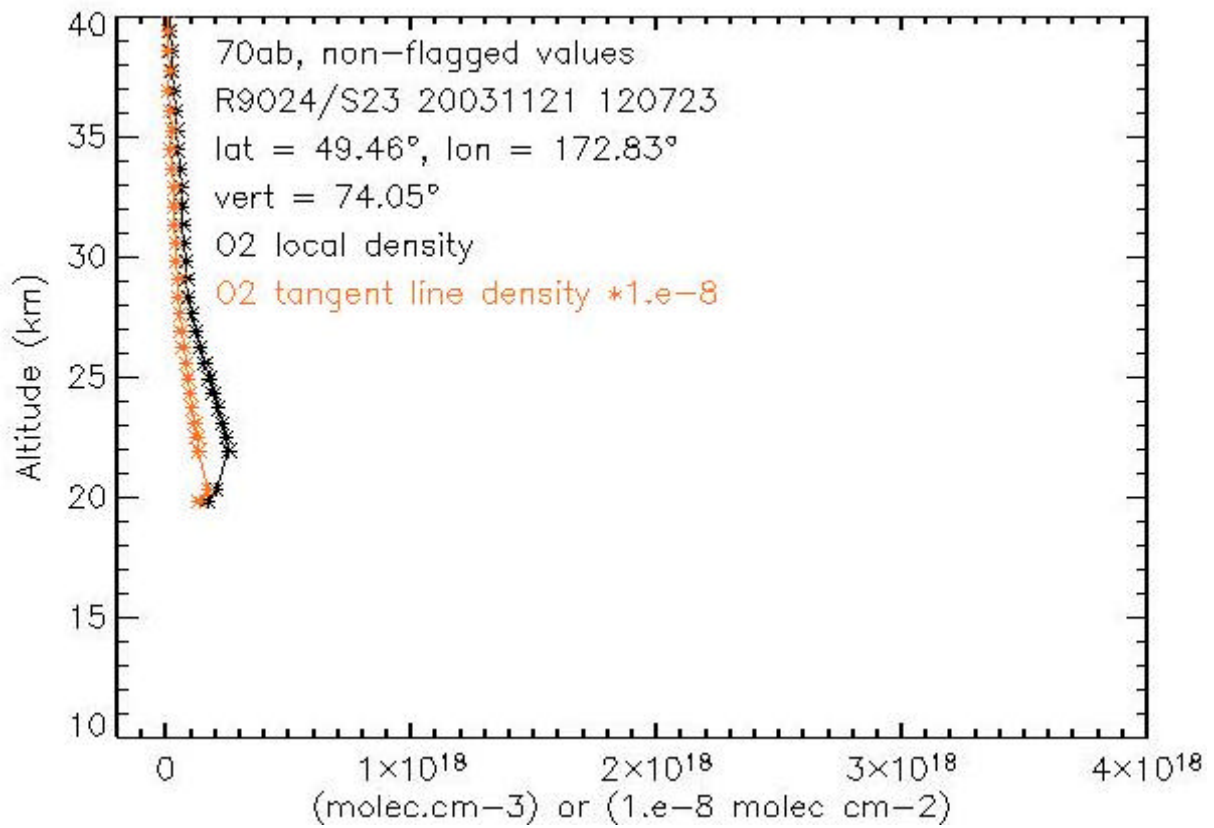 40
70ab, non-flagged values
R9024/S23 20031121 120723
35
lat = 49.46°, lon = 172.83°
vert = 74.05°
30
O2 local density
O2 tangent line density *1.e-8
Altitude (km)
25
20
15
10
0 1×10¹⁸ 2×10¹⁸ 3×10¹⁸ 4×10¹⁸
(molec.cm-3) or (1.e-8 molec cm-2)